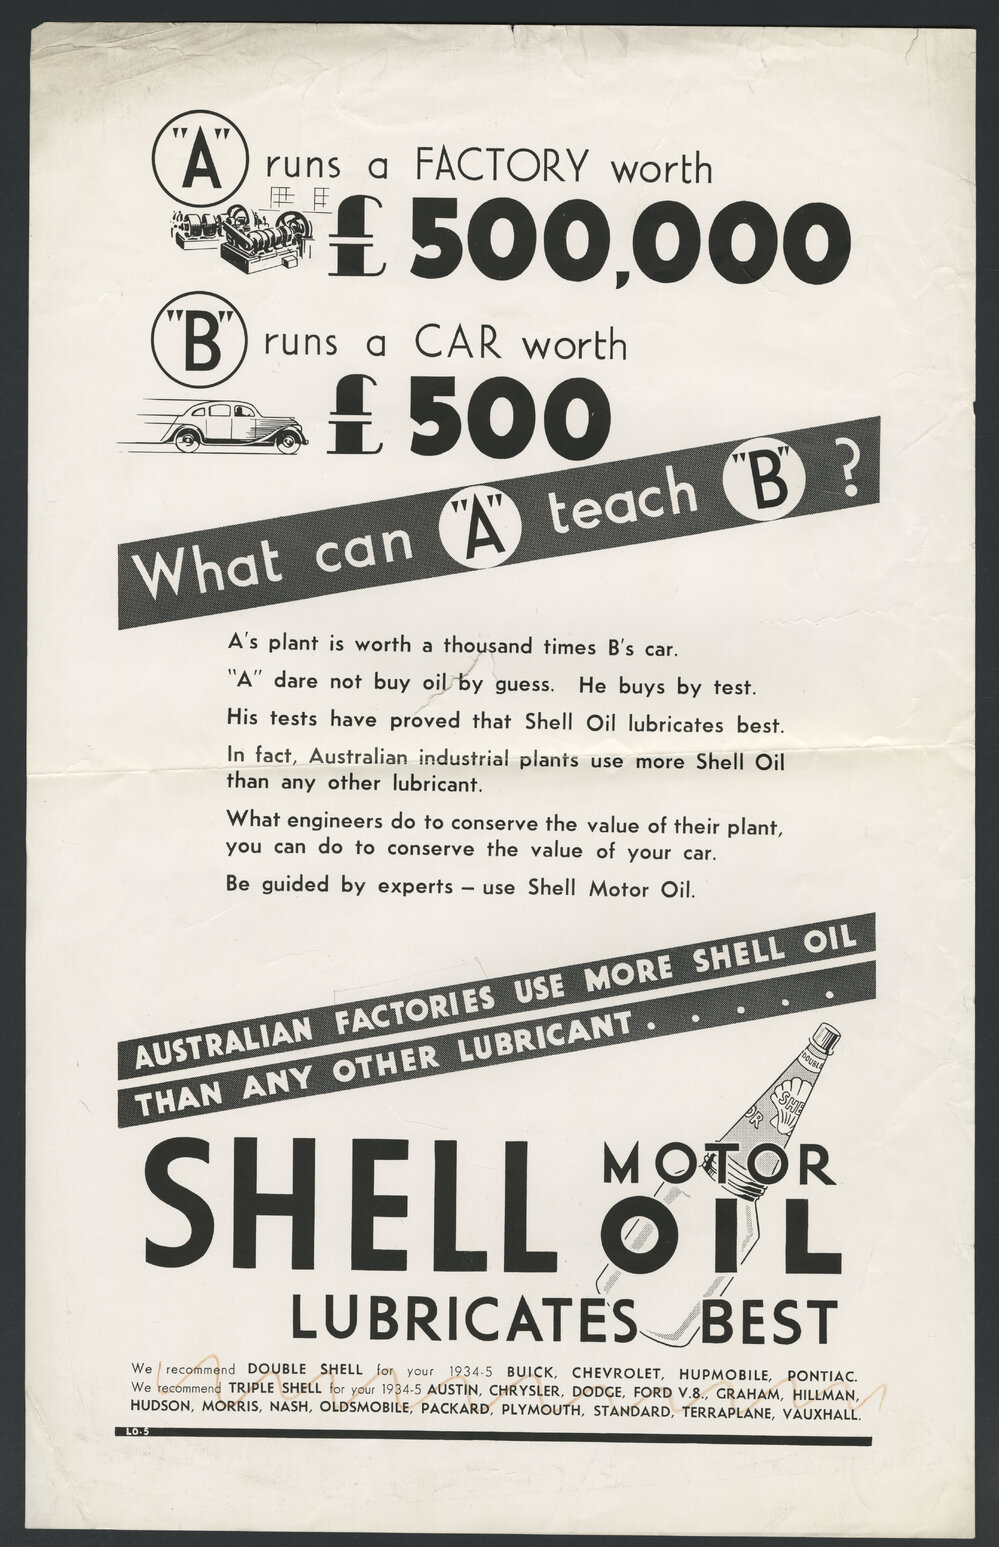 "A" runs a FACTORY worth
£500,000
"B" runs a CAR worth
£500
What can "A" teach "B" ?
A's plant is worth a thousand times B's car.
"A" dare not buy oil by guess. He buys by test.
His tests have proved that Shell Oil lubricates best.
In fact, Australian industrial plants use more Shell Oil
than any other lubricant.
What engineers do to conserve the value of their plant,
you can do to conserve the value of your car.
Be guided by experts – use Shell Motor Oil.
AUSTRALIAN FACTORIES USE MORE SHELL OIL
THAN ANY OTHER LUBRICANT . . . . .
DOUBLE
SHE
OR
SHELL MOTOR
OIL
LUBRICATES BEST
We recommend DOUBLE SHELL for your 1934-5 BUICK, CHEVROLET, HUPMOBILE, PONTIAC.
We recommend TRIPLE SHELL for your 1934-5 AUSTIN, CHRYSLER, DODGE, FORD V.8., GRAHAM, HILLMAN,
HUDSON, MORRIS, NASH, OLDSMOBILE, PACKARD, PLYMOUTH, STANDARD, TERRAPLANE, VAUXHALL.
LO-5